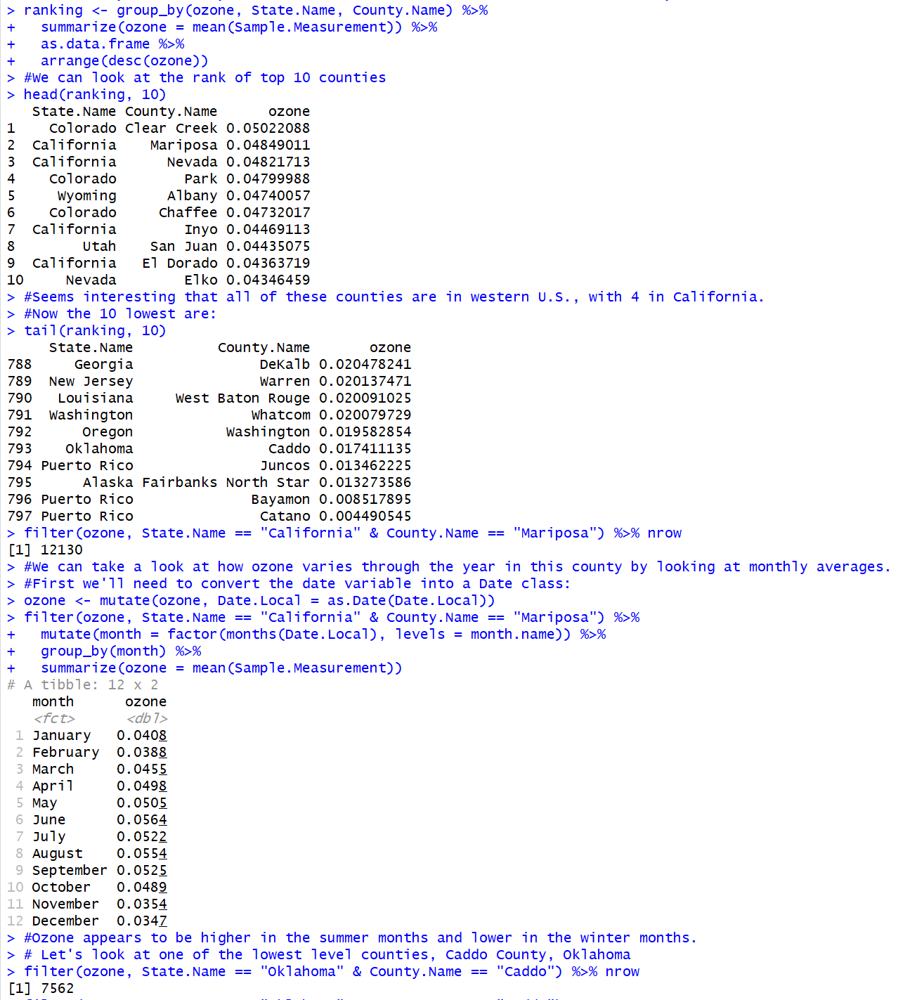 > ranking <- group_by(ozone, State.Name, County.Name) %>%
+   summarize(ozone = mean(Sample.Measurement)) %>%
+   as.data.frame %>%
+   arrange(desc(ozone))
> #We can look at the rank of top 10 counties
> head(ranking, 10)
   State.Name County.Name      ozone
1    Colorado Clear Creek 0.05022088
2  California    Mariposa 0.04849011
3  California      Nevada 0.04821713
4    Colorado        Park 0.04799988
5     Wyoming      Albany 0.04740057
6    Colorado     Chaffee 0.04732017
7  California        Inyo 0.04469113
8        Utah    San Juan 0.04435075
9  California   El Dorado 0.04363719
10     Nevada        Elko 0.04346459
> #Seems interesting that all of these counties are in western U.S., with 4 in California.
> #Now the 10 lowest are:
> tail(ranking, 10)
     State.Name          County.Name       ozone
788     Georgia               DeKalb 0.020478241
789  New Jersey               Warren 0.020137471
790   Louisiana     West Baton Rouge 0.020091025
791  Washington              Whatcom 0.020079729
792      Oregon           Washington 0.019582854
793    Oklahoma                Caddo 0.017411135
794 Puerto Rico               Juncos 0.013462225
795      Alaska Fairbanks North Star 0.013273586
796 Puerto Rico              Bayamon 0.008517895
797 Puerto Rico               Catano 0.004490545
> filter(ozone, State.Name == "California" & County.Name == "Mariposa") %>% nrow
[1] 12130
> #We can take a look at how ozone varies through the year in this county by looking at monthly averages.
> #First we'll need to convert the date variable into a Date class:
> ozone <- mutate(ozone, Date.Local = as.Date(Date.Local))
> filter(ozone, State.Name == "California" & County.Name == "Mariposa") %>%
+   mutate(month = factor(months(Date.Local), levels = month.name)) %>%
+   group_by(month) %>%
+   summarize(ozone = mean(Sample.Measurement))
# A tibble: 12 x 2
   month      ozone
   <fct>      <dbl>
 1 January   0.0408
 2 February  0.0388
 3 March     0.0455
 4 April     0.0498
 5 May       0.0505
 6 June      0.0564
 7 July      0.0522
 8 August    0.0554
 9 September 0.0525
10 October   0.0489
11 November  0.0354
12 December  0.0347
> #Ozone appears to be higher in the summer months and lower in the winter months.
> # Let's look at one of the lowest level counties, Caddo County, Oklahoma
> filter(ozone, State.Name == "Oklahoma" & County.Name == "Caddo") %>% nrow
[1] 7562